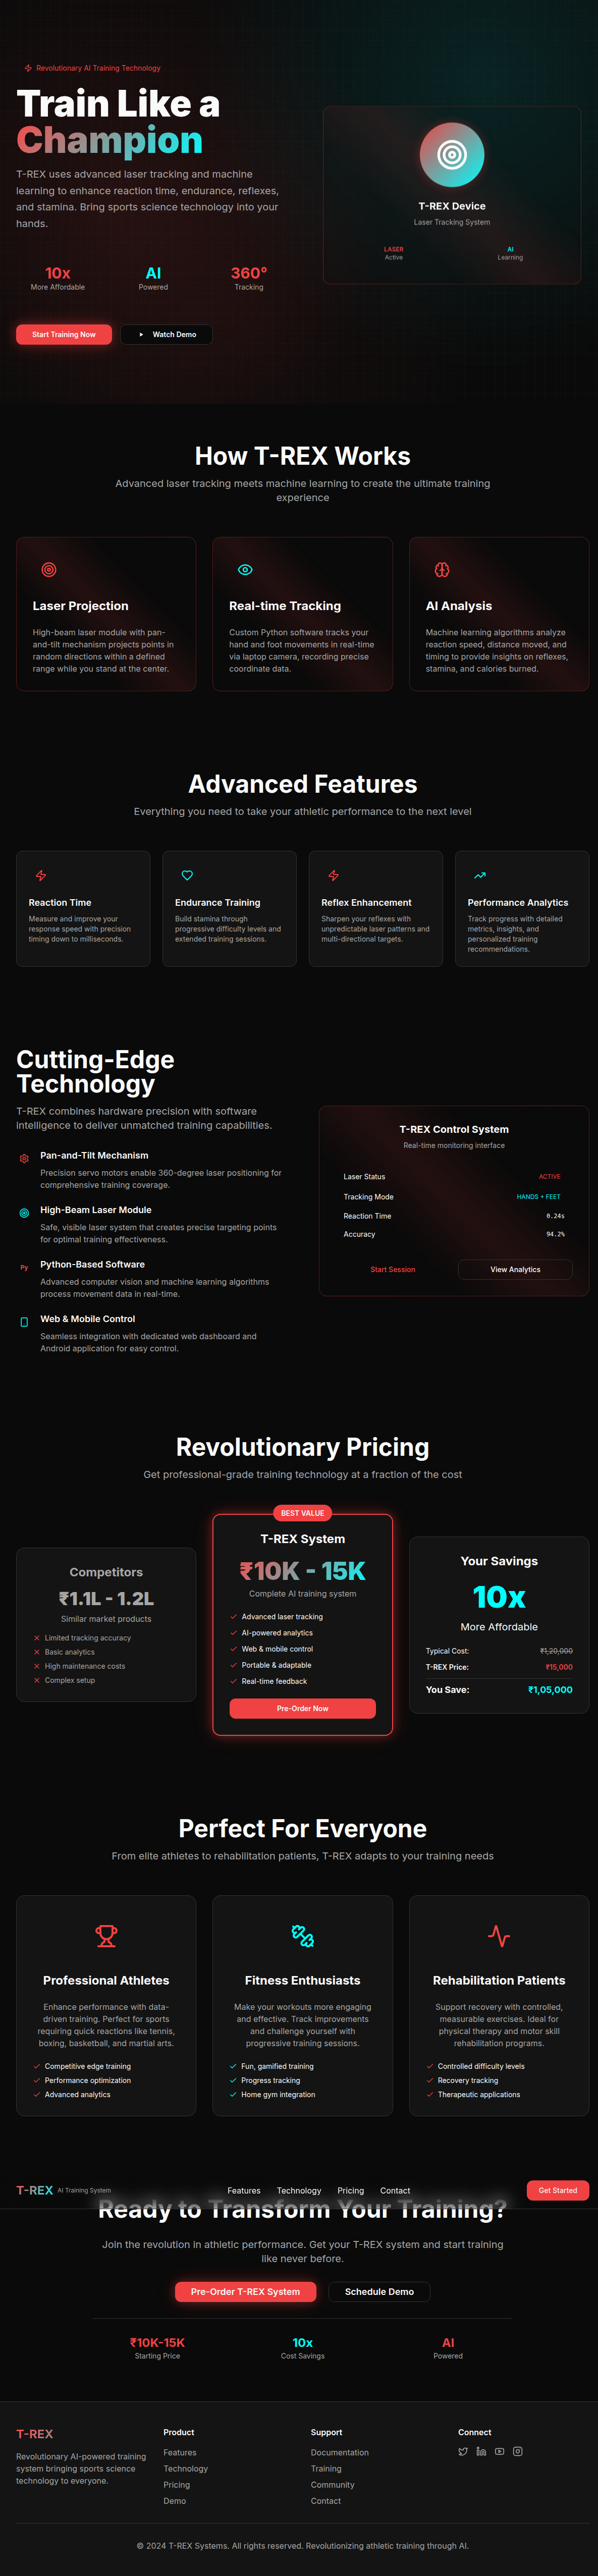 Revolutionary AI Training Technology
Train Like a
Champion
T-REX uses advanced laser tracking and machine
learning to enhance reaction time, endurance, reflexes,
and stamina. Bring sports science technology into your
hands.
10x
More Affordable
AI
Powered
360°
Tracking
Start Training Now
Watch Demo
T-REX Device
Laser Tracking System
LASER
Active
AI
Learning
How T-REX Works
Advanced laser tracking meets machine learning to create the ultimate training
experience
Laser Projection
High-beam laser module with pan-
and-tilt mechanism projects points in
random directions within a defined
range while you stand at the center.
Real-time Tracking
Custom Python software tracks your
hand and foot movements in real-time
via laptop camera, recording precise
coordinate data.
AI Analysis
Machine learning algorithms analyze
reaction speed, distance moved, and
timing to provide insights on reflexes,
stamina, and calories burned.
Advanced Features
Everything you need to take your athletic performance to the next level
Reaction Time
Measure and improve your
response speed with precision
timing down to milliseconds.
Endurance Training
Build stamina through
progressive difficulty levels and
extended training sessions.
Reflex Enhancement
Sharpen your reflexes with
unpredictable laser patterns and
multi-directional targets.
Performance Analytics
Track progress with detailed
metrics, insights, and
personalized training
recommendations.
Cutting-Edge
Technology
T-REX combines hardware precision with software
intelligence to deliver unmatched training capabilities.
Pan-and-Tilt Mechanism
Precision servo motors enable 360-degree laser positioning for
comprehensive training coverage.
High-Beam Laser Module
Safe, visible laser system that creates precise targeting points
for optimal training effectiveness.
Py
Python-Based Software
Advanced computer vision and machine learning algorithms
process movement data in real-time.
Web & Mobile Control
Seamless integration with dedicated web dashboard and
Android application for easy control.
T-REX Control System
Real-time monitoring interface
Laser Status
ACTIVE
Tracking Mode
HANDS + FEET
Reaction Time
0.24s
Accuracy
94.2%
Start Session
View Analytics
Revolutionary Pricing
Get professional-grade training technology at a fraction of the cost
Competitors
₹1.1L - 1.2L
Similar market products
Limited tracking accuracy
Basic analytics
High maintenance costs
Complex setup
BEST VALUE
T-REX System
₹10K - 15K
Complete AI training system
Advanced laser tracking
AI-powered analytics
Web & mobile control
Portable & adaptable
Real-time feedback
Pre-Order Now
Your Savings
10x
More Affordable
Typical Cost:
₹1,20,000
T-REX Price:
₹15,000
You Save:
₹1,05,000
Perfect For Everyone
From elite athletes to rehabilitation patients, T-REX adapts to your training needs
Professional Athletes
Enhance performance with data-
driven training. Perfect for sports
requiring quick reactions like tennis,
boxing, basketball, and martial arts.
Competitive edge training
Performance optimization
Advanced analytics
Fitness Enthusiasts
Make your workouts more engaging
and effective. Track improvements
and challenge yourself with
progressive training sessions.
Fun, gamified training
Progress tracking
Home gym integration
Rehabilitation Patients
Support recovery with controlled,
measurable exercises. Ideal for
physical therapy and motor skill
rehabilitation programs.
Controlled difficulty levels
Recovery tracking
Therapeutic applications
T-REX AI Training System
Features
Technology
Pricing
Contact
Get Started
Ready to Transform Your Training?
Join the revolution in athletic performance. Get your T-REX system and start training
like never before.
Pre-Order T-REX System
Schedule Demo
₹10K-15K
Starting Price
10x
Cost Savings
AI
Powered
T-REX
Revolutionary AI-powered training
system bringing sports science
technology to everyone.
Product
Features
Technology
Pricing
Demo
Support
Documentation
Training
Community
Contact
Connect
© 2024 T-REX Systems. All rights reserved. Revolutionizing athletic training through AI.